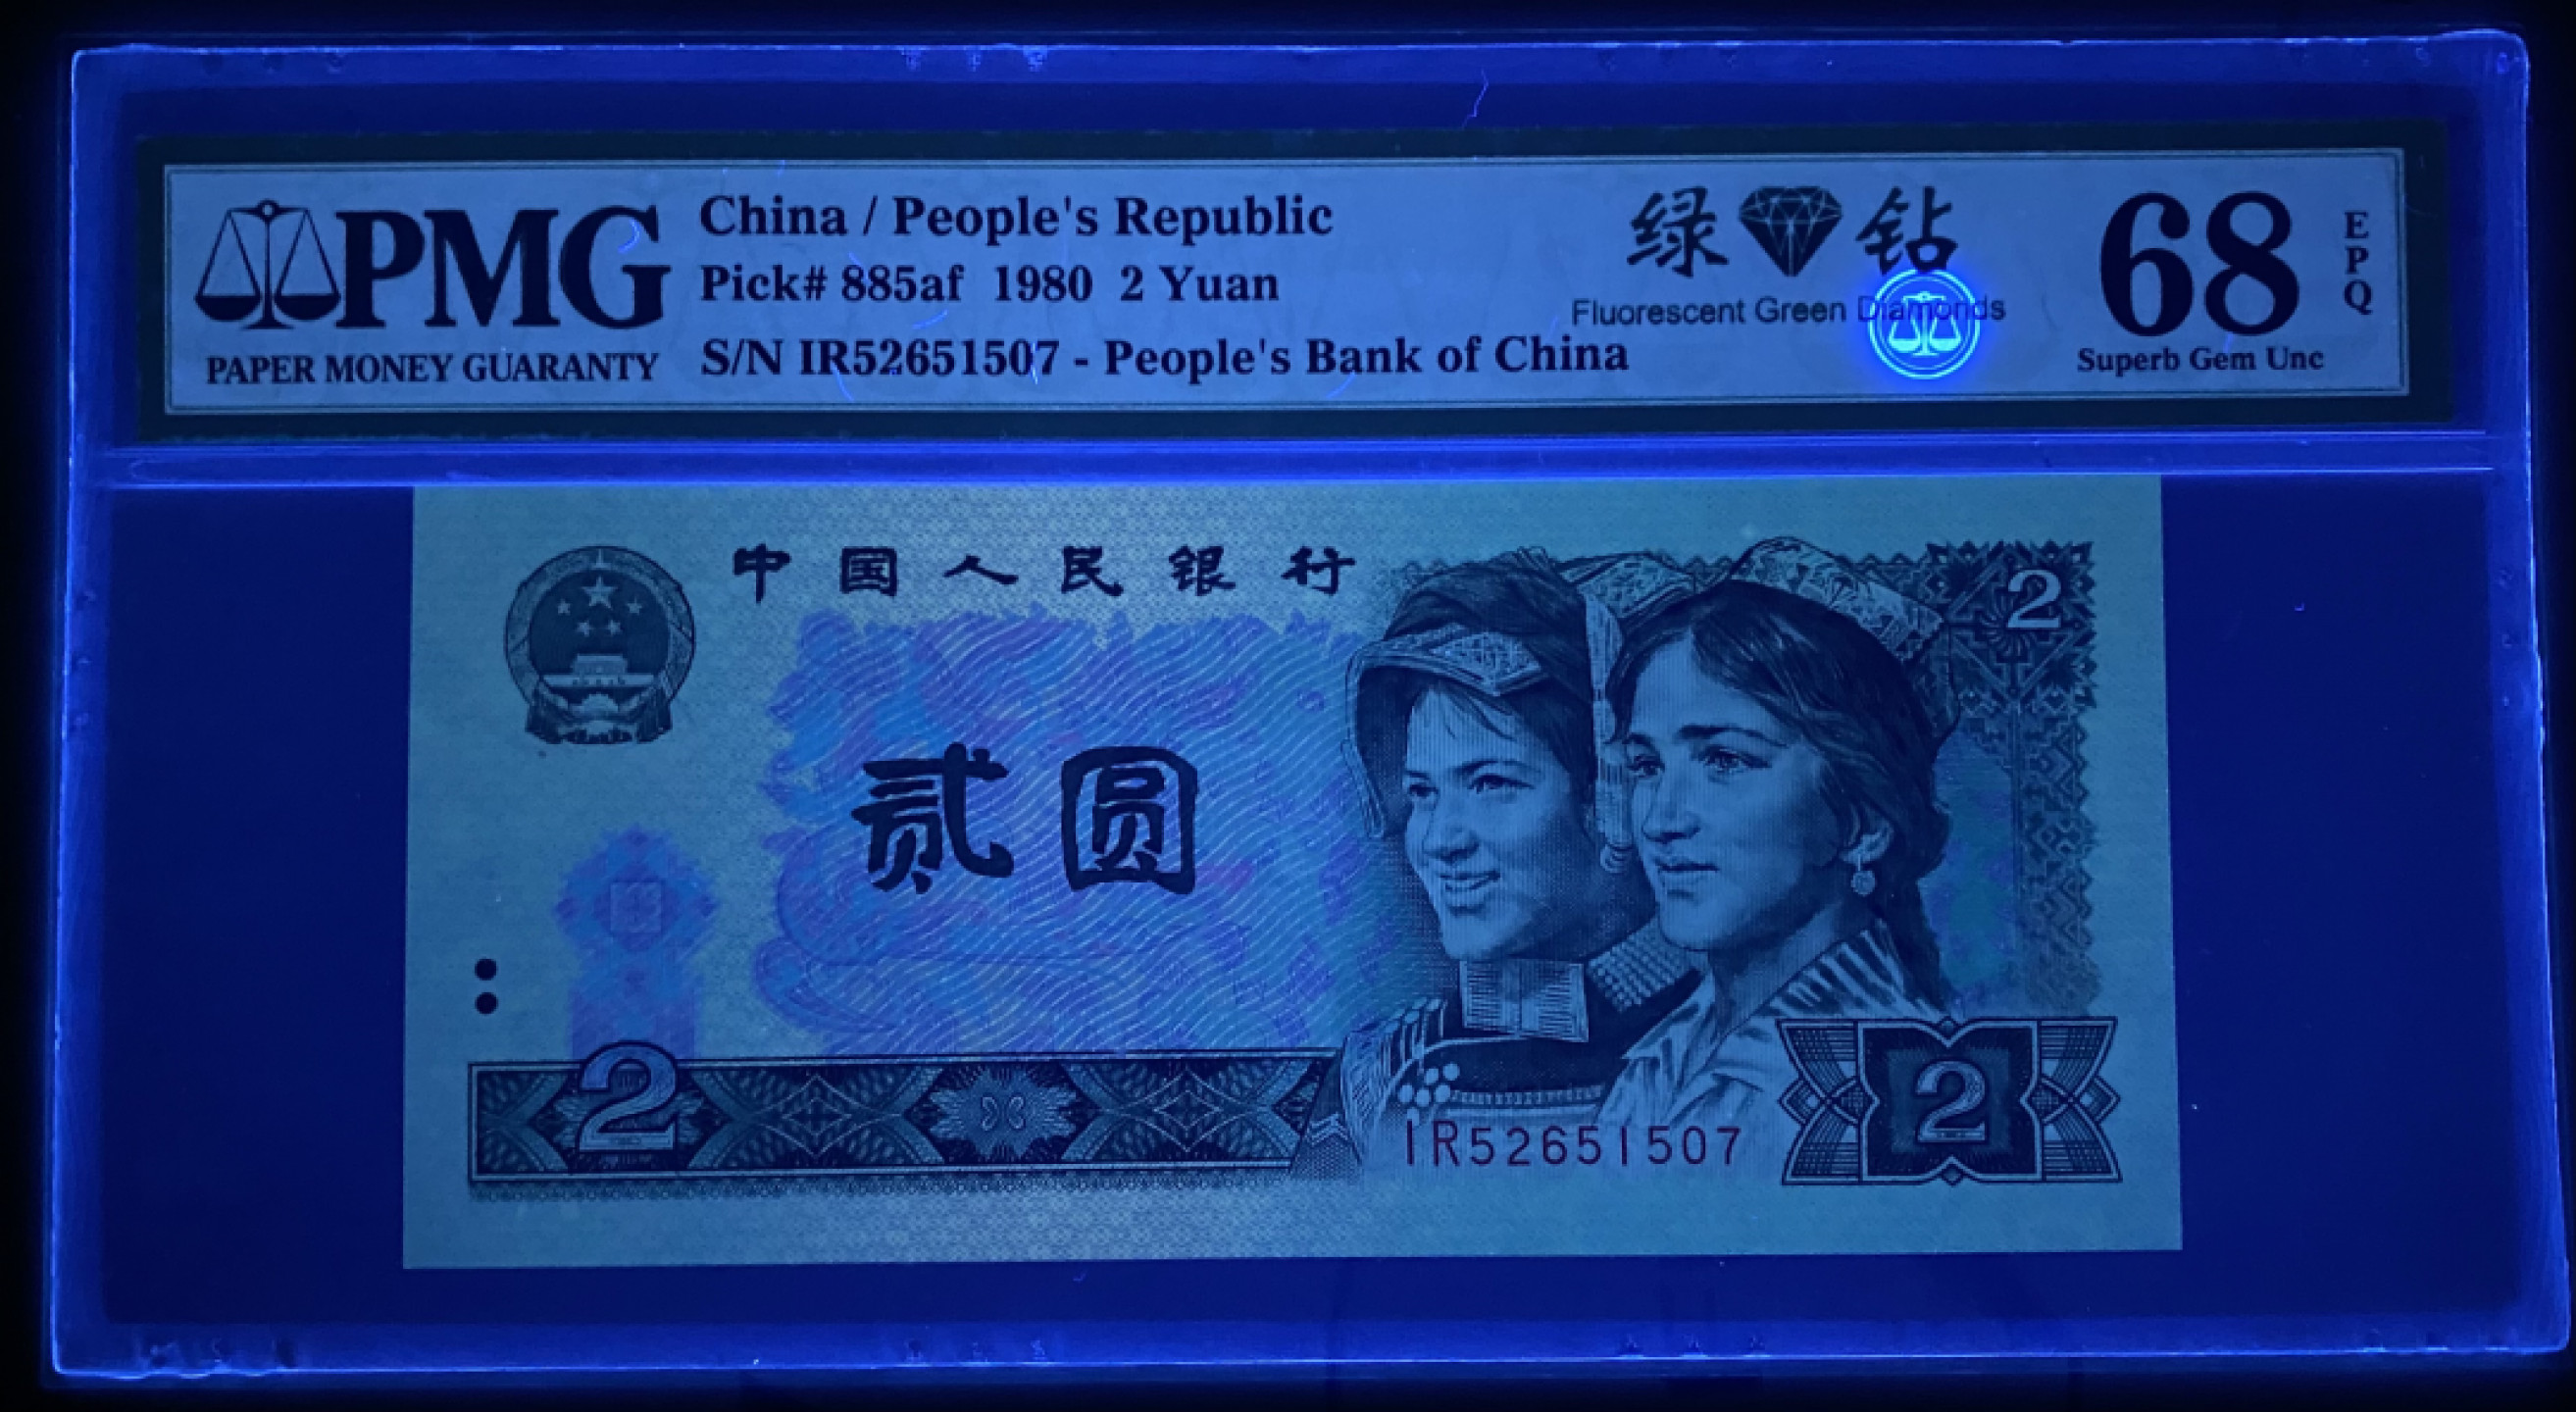 PMG
PAPER MONEY GUARANTY
China / People's Republic
Pick# 885af 1980 2 Yuan
S/N IR52651507 - People's Bank of China
绿 钻
Fluorescent Green Diamonds
68
EPQ
Superb Gem Unc
中国人民银行
2
贰圆
2
IR52651507
2